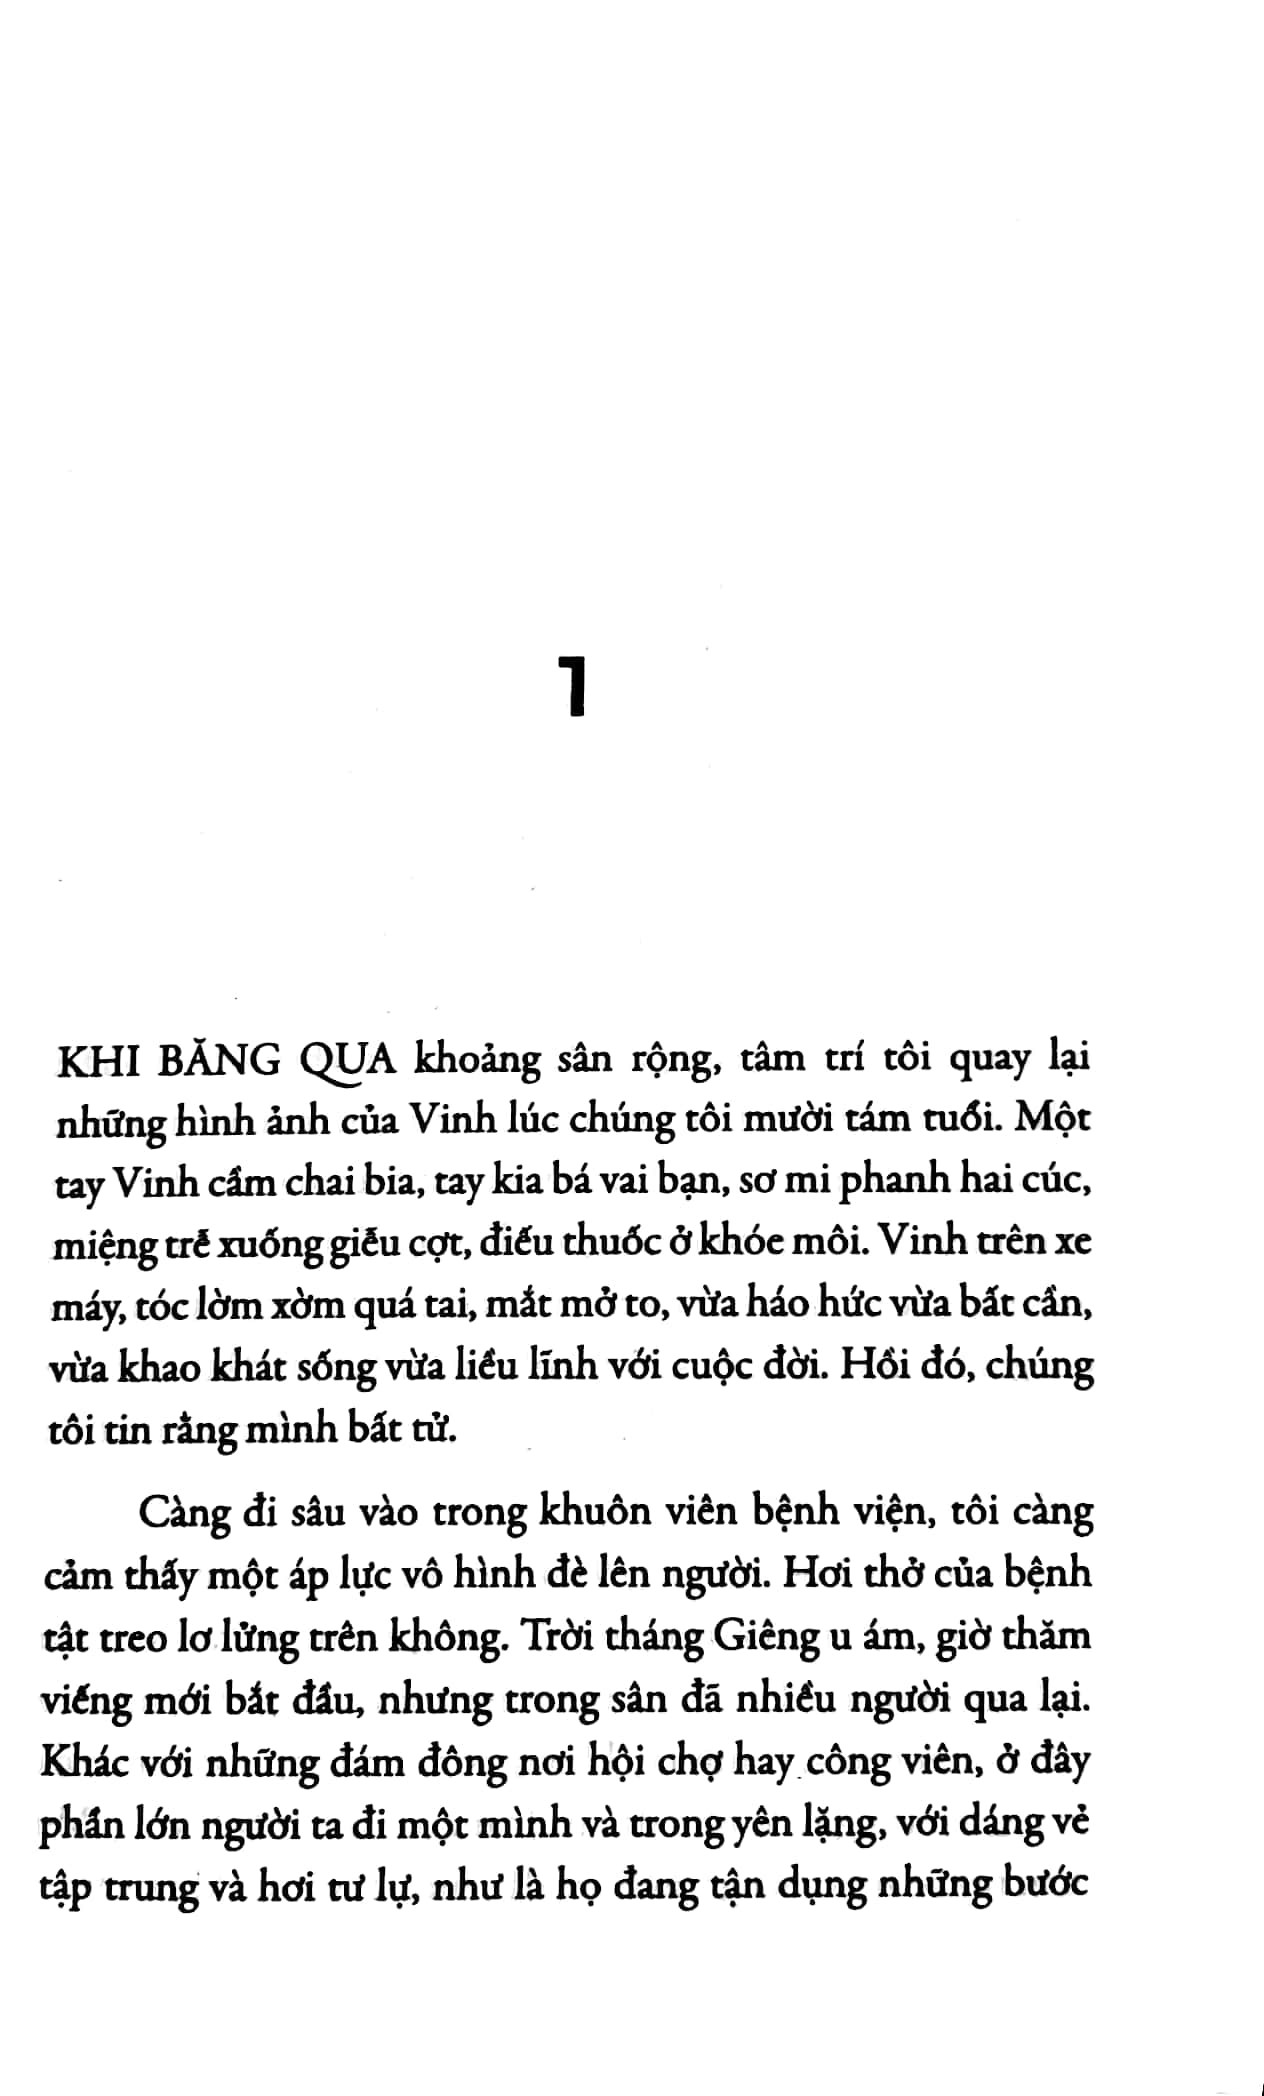 1
KHI BĂNG QUA khoảng sân rộng, tâm trí tôi quay lại
những hình ảnh của Vinh lúc chúng tôi mười tám tuổi. Một
tay Vinh cầm chai bia, tay kia bá vai bạn, sơ mi phanh hai cúc,
miệng trễ xuống giễu cợt, điếu thuốc ở khóe môi. Vinh trên xe
máy, tóc lờm xờm quá tai, mắt mở to, vừa háo hức vừa bất cần,
vừa khao khát sống vừa liều lĩnh với cuộc đời. Hồi đó, chúng
tôi tin rằng mình bất tử.
Càng đi sâu vào trong khuôn viên bệnh viện, tôi càng
cảm thấy một áp lực vô hình đè lên người. Hơi thở của bệnh
tật treo lơ lửng trên không. Trời tháng Giêng u ám, giờ thăm
viếng mới bắt đầu, nhưng trong sân đã nhiều người qua lại.
Khác với những đám đông nơi hội chợ hay công viên, ở đây
phần lớn người ta đi một mình và trong yên lặng, với dáng vẻ
tập trung và hơi tư lự, như là họ đang tận dụng những bước